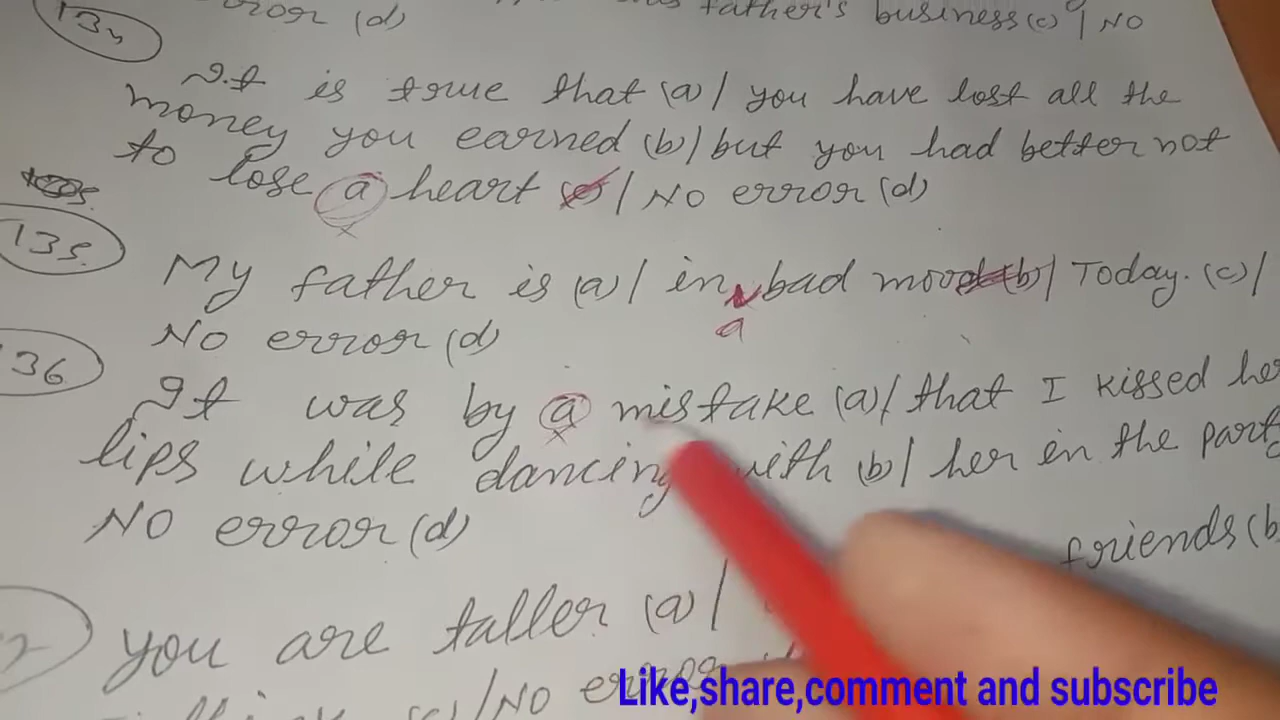 error (d) father's business (c) | NO
134
It is true that (a) / you have lost all the
money you earned (b) / but you had better not
to lose a heart (c) / NO error (d)
135.
My father is (a) / in bad mood (b) / Today. (c) /
a
NO error (d)
136
It was by a mistake (a) / that I kissed her
lips while dancing with (b) / her in the party
NO error (d)
friends (b
You are taller (a) /
(c) / NO error
Like,share,comment and subscribe